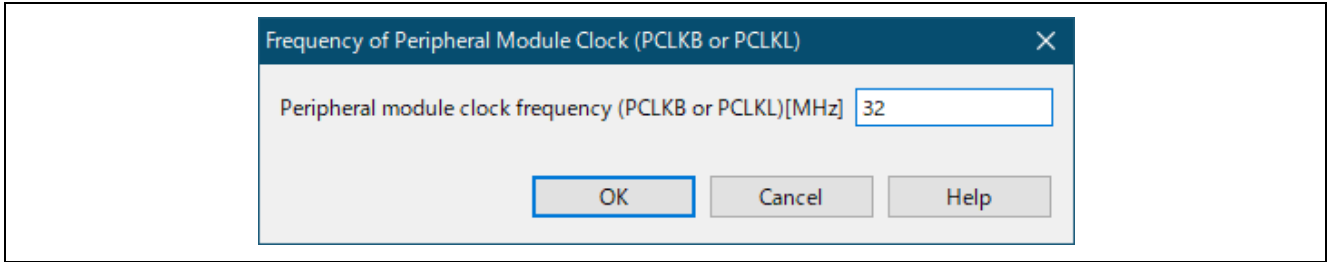 Frequency of Peripheral Module Clock (PCLKB or PCLKL)
Peripheral module clock frequency (PCLKB or PCLKL)[MHz] 32
OK Cancel Help